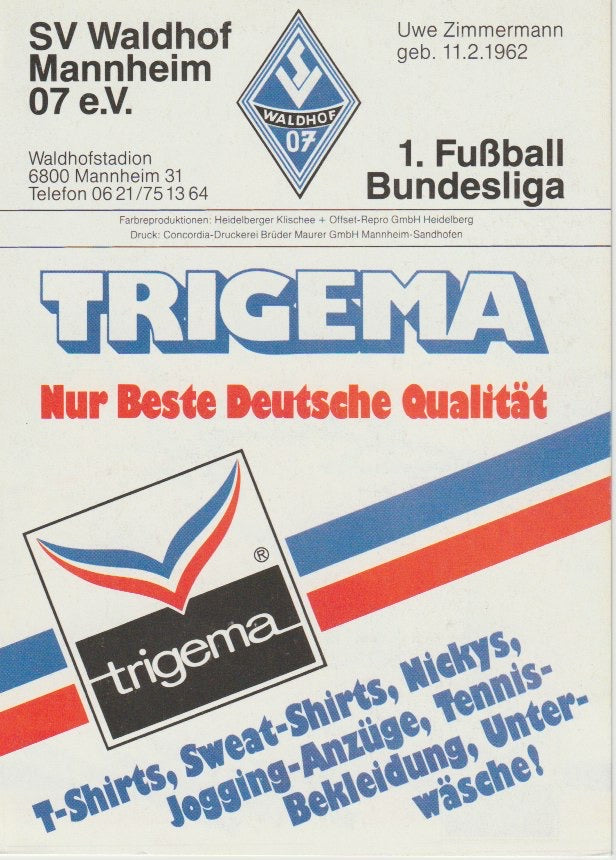 SV Waldhof
Mannheim
07 e.V.
Waldhofstadion
6800 Mannheim 31
Telefon 06 21/75 13 64
WALDHOF
07
Uwe Zimmermann
geb. 11.2.1962
1. Fußball
Bundesliga
Farbreproduktionen: Heidelberger Klischee + Offset-Repro GmbH Heidelberg
Druck: Concordia-Druckerei Brüder Maurer GmbH Mannheim-Sandhofen
TRIGEMA
Nur Beste Deutsche Qualität
®
trigema
T-Shirts, Sweat-Shirts, Nickys,
Jogging-Anzüge, Tennis-
Bekleidung, Unter-
wäsche!